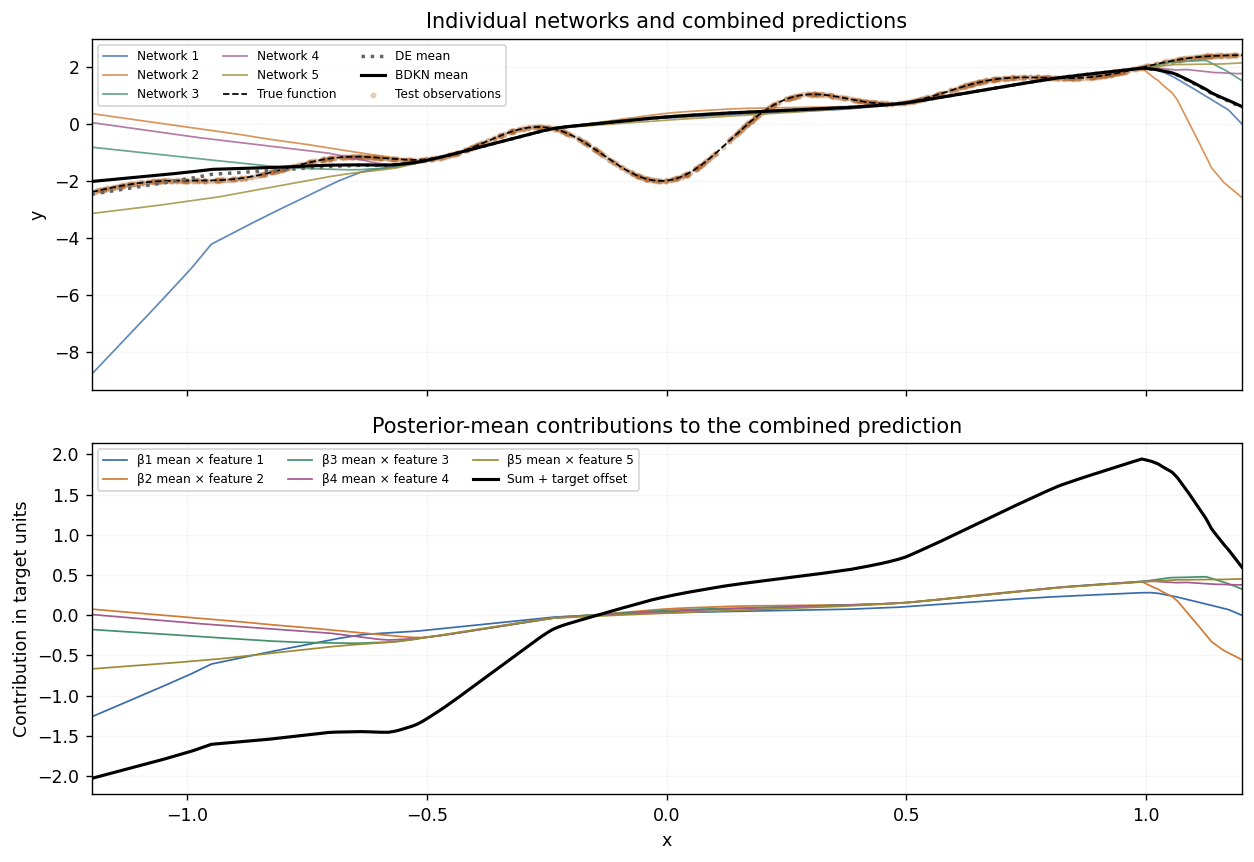 Individual networks and combined predictions
Network 1 Network 4 DE mean
Network 2 Network 5 BDKN mean
Network 3 True function Test observations
2
0
−2
−4
−6
−8
y
Posterior-mean contributions to the combined prediction
β1 mean × feature 1 β3 mean × feature 3 β5 mean × feature 5
β2 mean × feature 2 β4 mean × feature 4 Sum + target offset
2.0
1.5
1.0
0.5
0.0
−0.5
−1.0
−1.5
−2.0
Contribution in target units
−1.0 −0.5 0.0 0.5 1.0
x